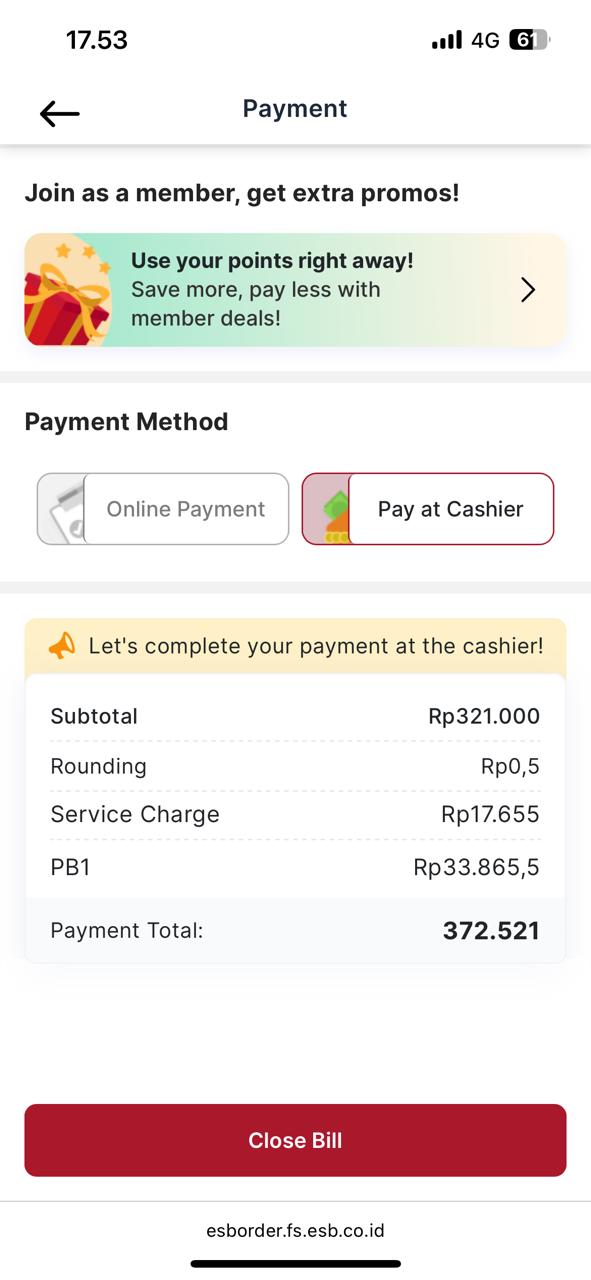 17.53
4G
61
Payment
Join as a member, get extra promos!
Use your points right away!
Save more, pay less with
member deals!
Payment Method
Online Payment
Pay at Cashier
Let's complete your payment at the cashier!
Subtotal Rp321.000
Rounding Rp0,5
Service Charge Rp17.655
PB1 Rp33.865,5
Payment Total: 372.521
Close Bill
esborder.fs.esb.co.id